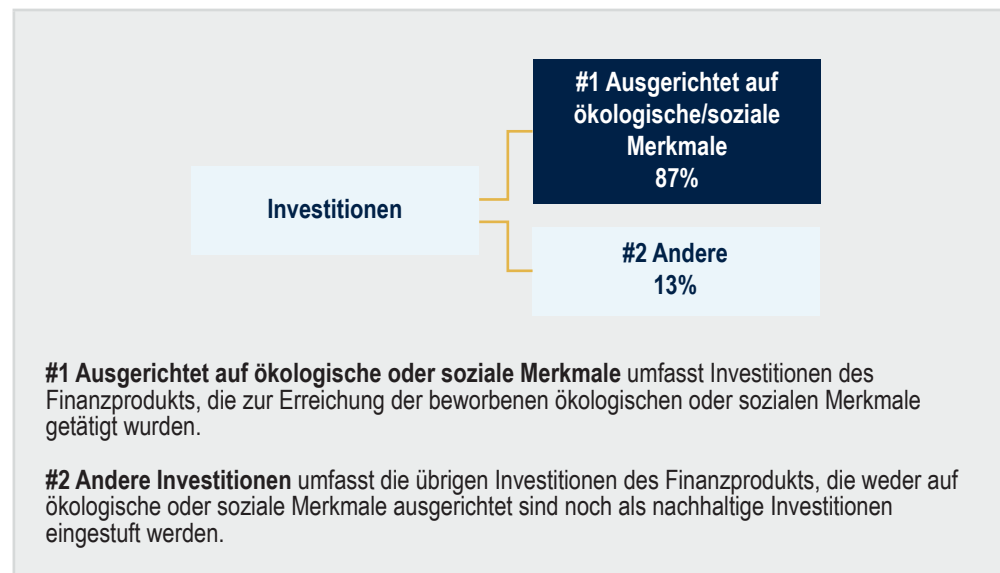 #1 Ausgerichtet auf
ökologische/soziale
Merkmale
87%
Investitionen
#2 Andere
13%
#1 Ausgerichtet auf ökologische oder soziale Merkmale umfasst Investitionen des
Finanzprodukts, die zur Erreichung der beworbenen ökologischen oder sozialen Merkmale
getätigt wurden.
#2 Andere Investitionen umfasst die übrigen Investitionen des Finanzprodukts, die weder auf
ökologische oder soziale Merkmale ausgerichtet sind noch als nachhaltige Investitionen
eingestuft werden.